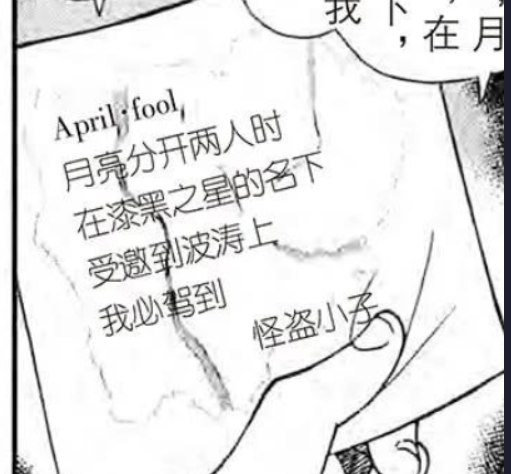 月
在
下，
我
April fool
月亮分开两人时
在漆黑之星的名下
受邀到波涛上
我必驾到
怪盗小子